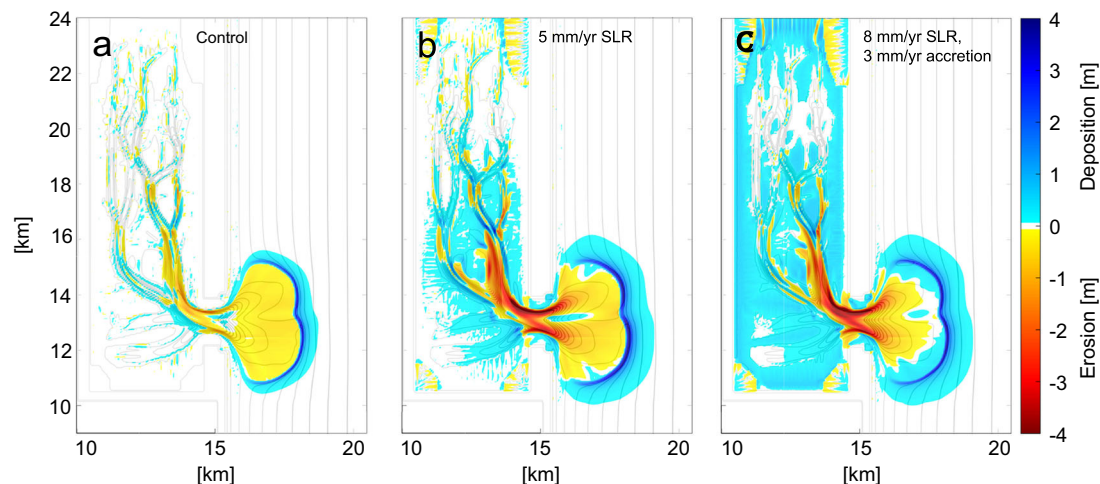 a
Control
b
5 mm/yr SLR
c
8 mm/yr SLR,
3 mm/yr accretion
24
22
20
18
16
14
12
10
[km]
10
15
20
[km]
10
15
20
[km]
10
15
20
[km]
4
3
2
1
0
-1
-2
-3
-4
Deposition [m]
Erosion [m]